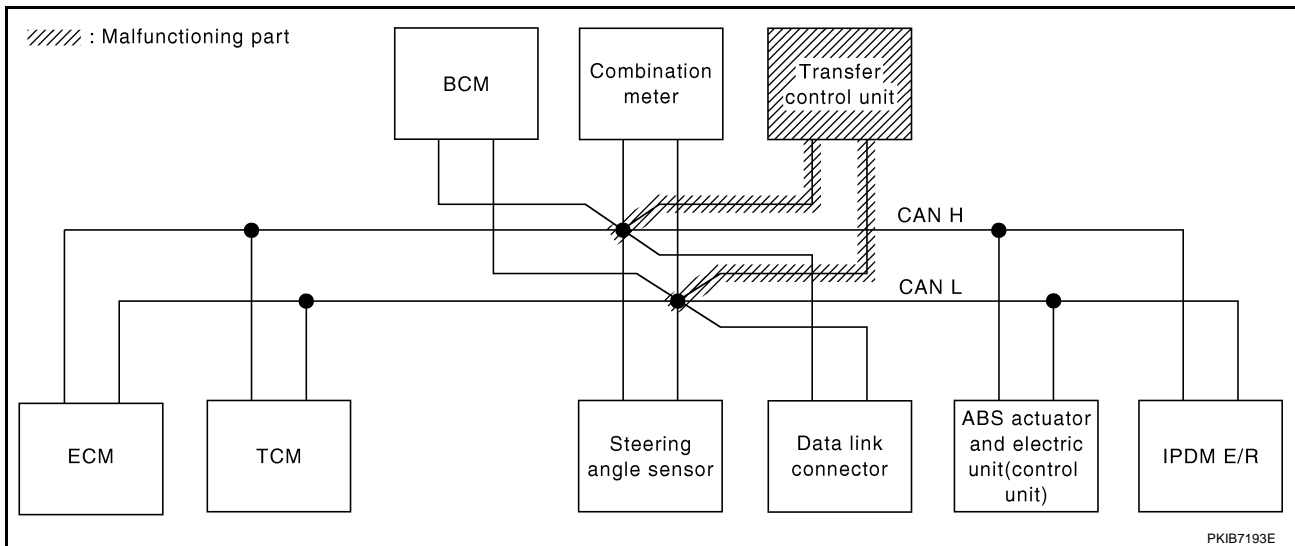 : Malfunctioning part
BCM
Combination
meter
Transfer
control unit
CAN H
CAN L
ECM
TCM
Steering
angle sensor
Data link
connector
ABS actuator
and electric
unit(control
unit)
IPDM E/R
PKIB7193E